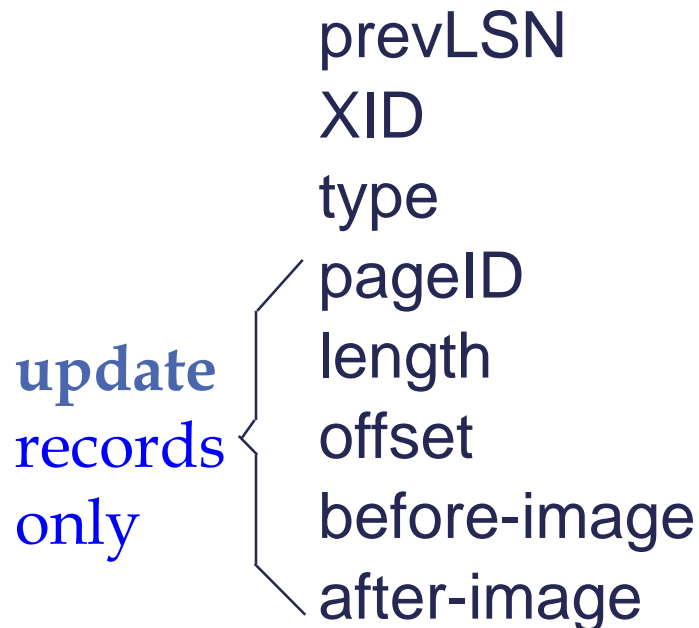 prevLSN
XID
type
pageID
length
offset
before-image
after-image
update
records
only